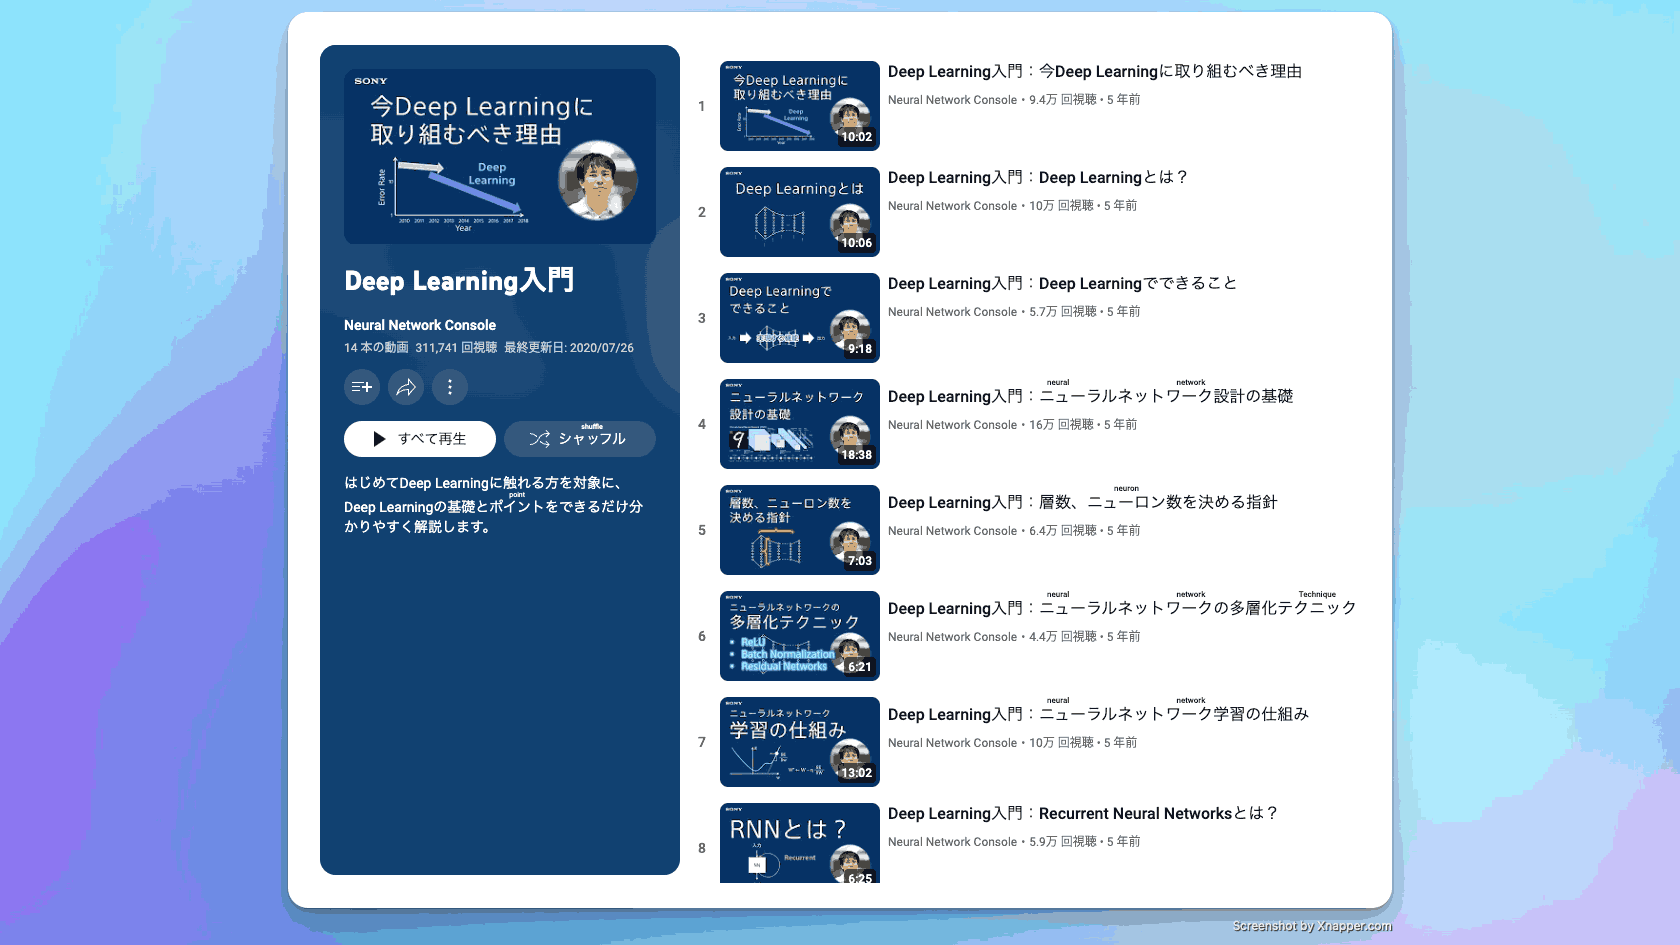 SONY
今Deep Learningに
取り組むべき理由
Error Rate
Deep
Learning
2010 2011 2012 2013 2014 2015 2016 2017 2018
Year
Deep Learning入門
Neural Network Console
14 本の動画 311,741 回視聴 最終更新日: 2020/07/26
すべて再生
shuffle
シャッフル
はじめてDeep Learningに触れる方を対象に、
point
Deep Learningの基礎とポイントをできるだけ分
かりやすく解説します。
1
SONY
今Deep Learningに
取り組むべき理由
Error Rate
Deep
Learning
Year
10:02
Deep Learning入門：今Deep Learningに取り組むべき理由
Neural Network Console・9.4万 回視聴・5 年前
2
SONY
Deep Learningとは
10:06
Deep Learning入門：Deep Learningとは？
Neural Network Console・10万 回視聴・5 年前
3
SONY
Deep Learningで
できること
入力
出力
9:18
Deep Learning入門：Deep Learningでできること
Neural Network Console・5.7万 回視聴・5 年前
4
SONY
ニューラルネットワーク
設計の基礎
9
18:38
neural network
Deep Learning入門：ニューラルネットワーク設計の基礎
Neural Network Console・16万 回視聴・5 年前
5
SONY
層数、ニューロン数を
決める指針
7:03
neuron
Deep Learning入門：層数、ニューロン数を決める指針
Neural Network Console・6.4万 回視聴・5 年前
6
SONY
ニューラルネットワークの
多層化テクニック
• ReLU
• Batch Normalization
• Residual Networks
6:21
neural network Technique
Deep Learning入門：ニューラルネットワークの多層化テクニック
Neural Network Console・4.4万 回視聴・5 年前
7
SONY
ニューラルネットワーク
学習の仕組み
13:02
neural network
Deep Learning入門：ニューラルネットワーク学習の仕組み
Neural Network Console・10万 回視聴・5 年前
8
SONY
RNNとは？
入力
Recurrent
6:25
Deep Learning入門：Recurrent Neural Networksとは？
Neural Network Console・5.9万 回視聴・5 年前
Screenshot by Xnapper.com